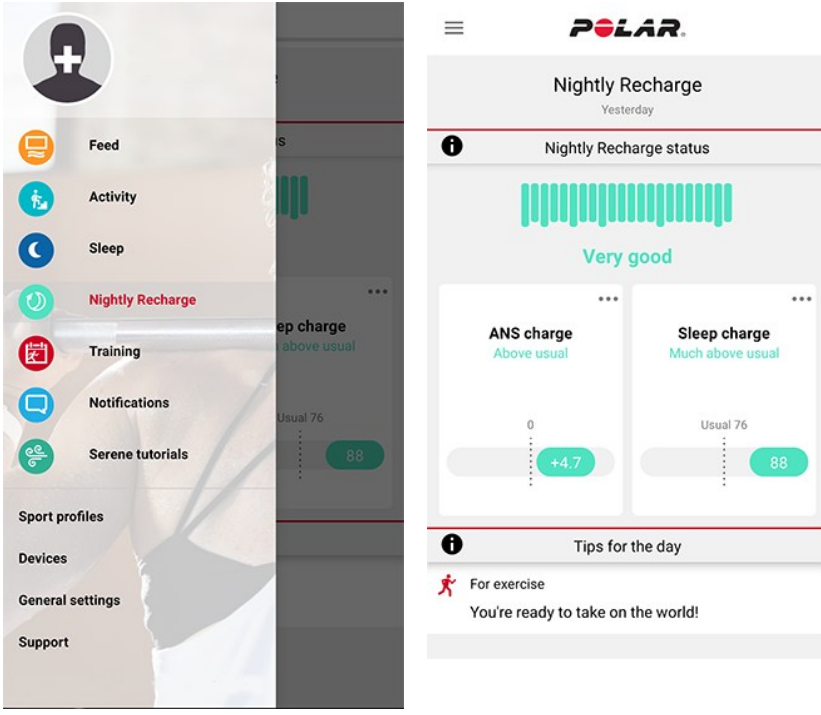 Feed
Activity
Sleep
Nightly Recharge
Training
Notifications
Serene tutorials
Sport profiles
Devices
General settings
Support
s
ep charge
above usual
Usual 76
88
POLAR.
Nightly Recharge
Yesterday
Nightly Recharge status
Very good
ANS charge
Above usual
0
+4.7
Sleep charge
Much above usual
Usual 76
88
Tips for the day
For exercise
You're ready to take on the world!